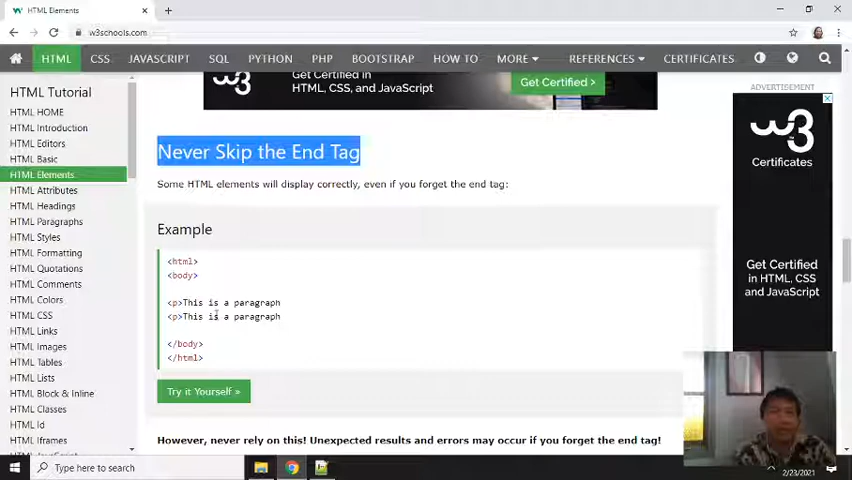 HTML Elements
w3schools.com
HTML CSS JAVASCRIPT SQL PYTHON PHP BOOTSTRAP HOW TO MORE REFERENCES CERTIFICATES
HTML Tutorial
HTML HOME
HTML Introduction
HTML Editors
HTML Basic
HTML Elements
HTML Attributes
HTML Headings
HTML Paragraphs
HTML Styles
HTML Formatting
HTML Quotations
HTML Comments
HTML Colors
HTML CSS
HTML Links
HTML Images
HTML Tables
HTML Lists
HTML Block & Inline
HTML Classes
HTML Id
HTML Iframes
w3 Get Certified in
HTML, CSS, and JavaScript
Get Certified >
Never Skip the End Tag
Some HTML elements will display correctly, even if you forget the end tag:
Example
<html>
<body>
<p>This is a paragraph
<p>This is a paragraph
</body>
</html>
Try it Yourself »
However, never rely on this! Unexpected results and errors may occur if you forget the end tag!
ADVERTISEMENT
w3
Certificates
Get Certified in
HTML, CSS, and
JavaScript
Type here to search
2/23/2021